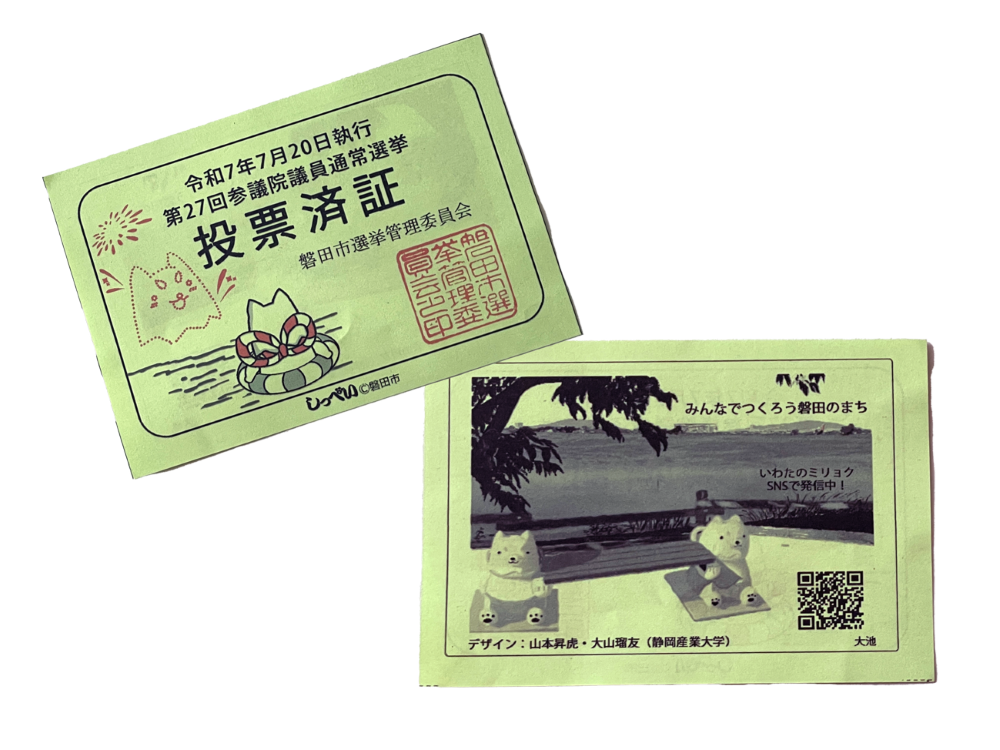 令和7年7月20日執行
第27回参議院議員通常選挙
投票済証
磐田市選挙管理委員会
磐田市選
挙管理委
員会之印
しっぺい©磐田市
みんなでつくろう磐田のまち
いわたのミリョク
SNSで発信中！
デザイン：山本昇虎・大山瑠友（静岡産業大学）
大池